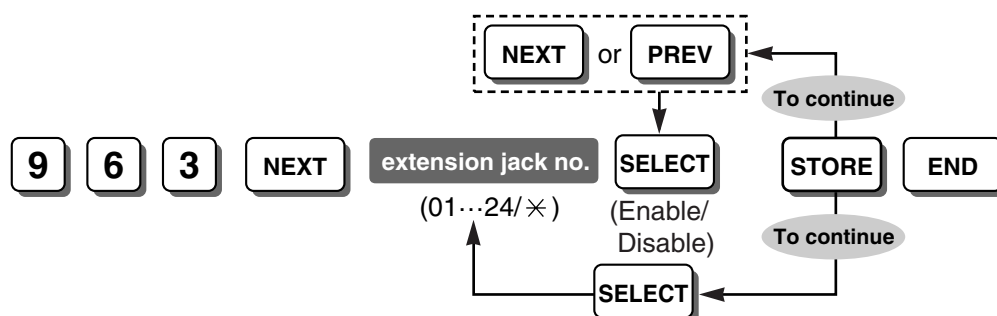 NEXT or PREV
To continue
9 6 3 NEXT extension jack no. SELECT STORE END
(01···24/✳)
(Enable/
Disable)
To continue
SELECT